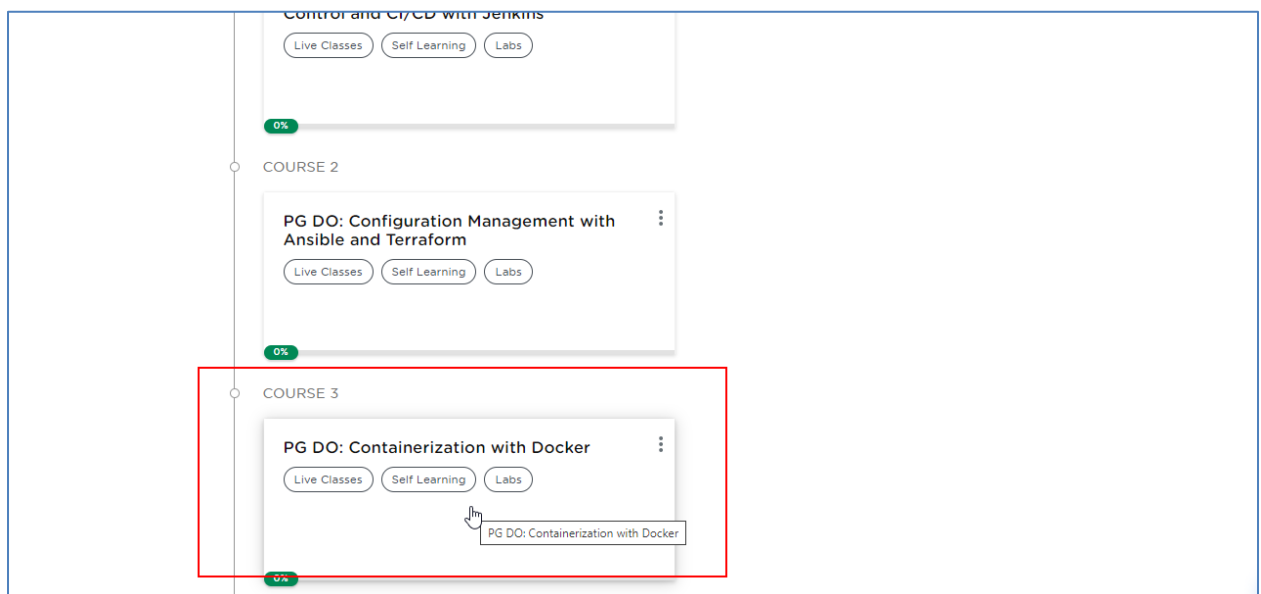 Control and CI/CD with Jenkins
Live Classes Self Learning Labs
0%
COURSE 2
PG DO: Configuration Management with
Ansible and Terraform
Live Classes Self Learning Labs
0%
COURSE 3
PG DO: Containerization with Docker
Live Classes Self Learning Labs
PG DO: Containerization with Docker
0%